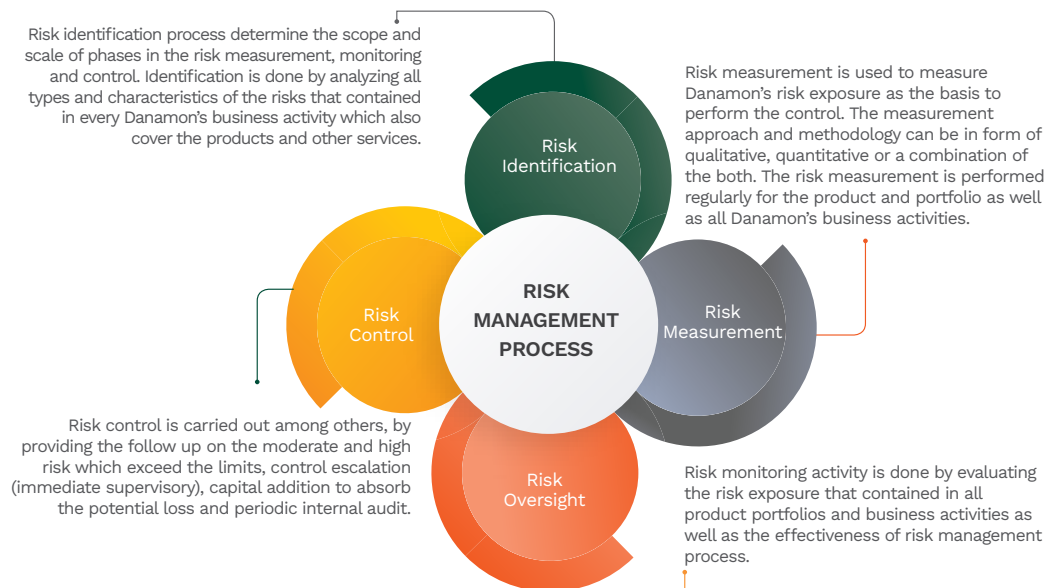 Risk identification process determine the scope and
scale of phases in the risk measurement, monitoring
and control. Identification is done by analyzing all
types and characteristics of the risks that contained
in every Danamon’s business activity which also
cover the products and other services.
Risk measurement is used to measure
Danamon’s risk exposure as the basis to
perform the control. The measurement
approach and methodology can be in form of
qualitative, quantitative or a combination of
the both. The risk measurement is performed
regularly for the product and portfolio as well
as all Danamon’s business activities.
Risk
Identification
RISK
MANAGEMENT
PROCESS
Risk
Measurement
Risk
Control
Risk
Oversight
Risk control is carried out among others, by
providing the follow up on the moderate and high
risk which exceed the limits, control escalation
(immediate supervisory), capital addition to absorb
the potential loss and periodic internal audit.
Risk monitoring activity is done by evaluating
the risk exposure that contained in all
product portfolios and business activities as
well as the effectiveness of risk management
process.